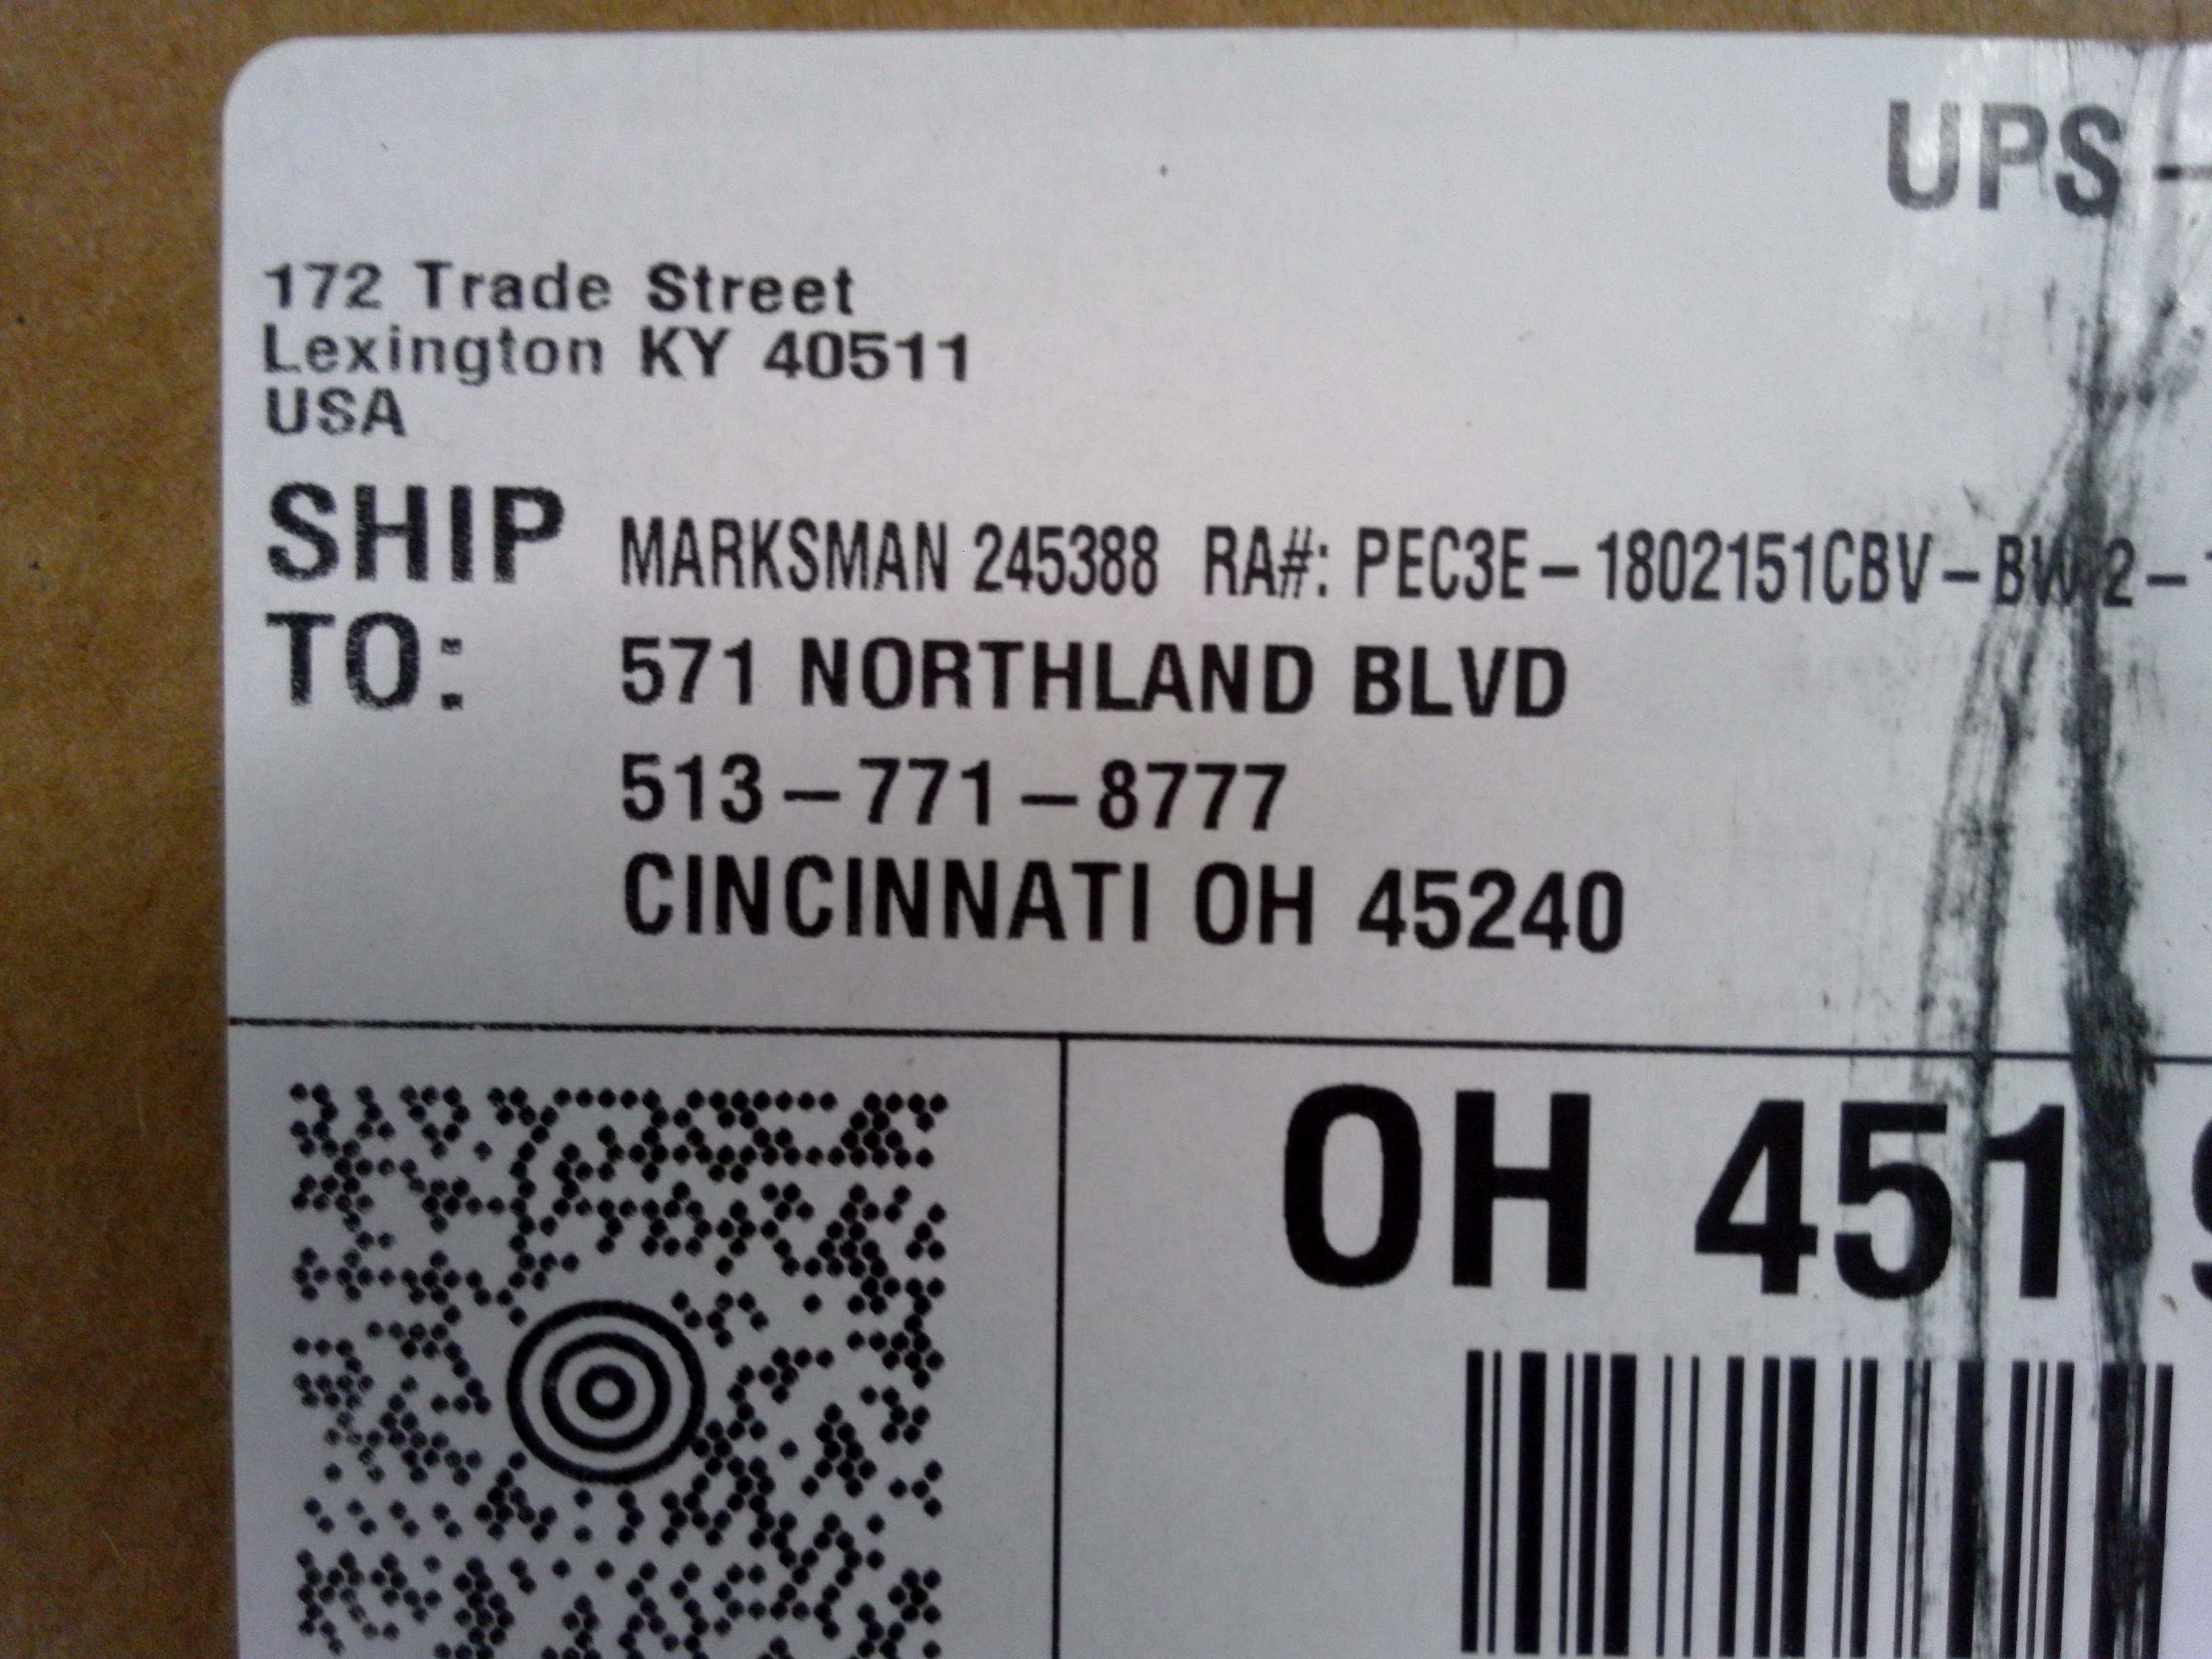 UPS -
172 Trade Street
Lexington KY 40511
USA
SHIP TO:
MARKSMAN 245388 RA#: PEC3E-1802151CBV-
571 NORTHLAND BLVD
513-771-8777
CINCINNATI OH 45240
OH 451